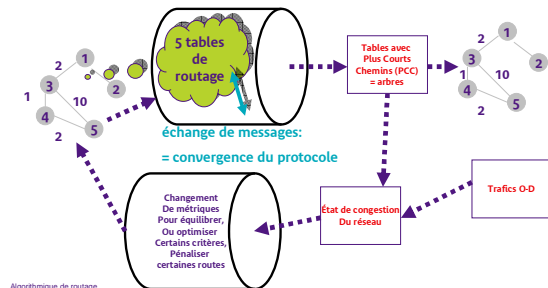 1
2
3
2
1
10
4
5
2
5 tables
de
routage
échange de messages:
= convergence du protocole
Tables avec
Plus Courts
Chemins (PCC)
= arbres
1
2
3
2
1
10
4
5
2
Changement
De métriques
Pour équilibrer,
Ou optimiser
Certains critères,
Pénaliser
certaines routes
État de congestion
Du réseau
Trafics O-D
Algorithmique de routage